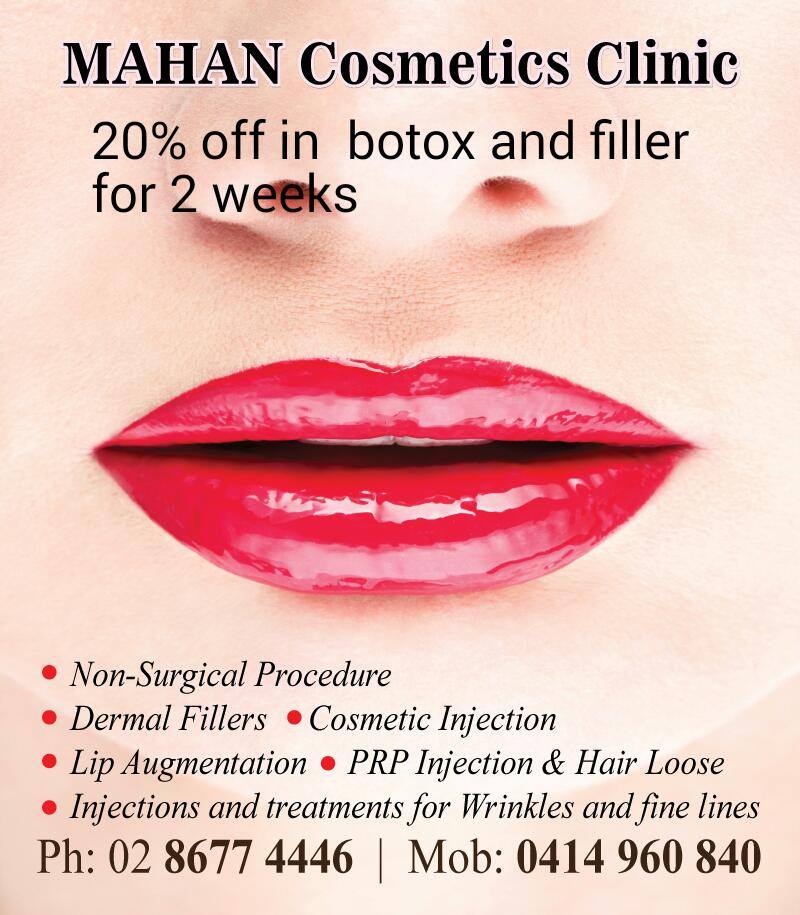 MAHAN Cosmetics Clinic
20% off in  botox and filler
for 2 weeks
• Non-Surgical Procedure
• Dermal Fillers • Cosmetic Injection
• Lip Augmentation • PRP Injection & Hair Loose
• Injections and treatments for Wrinkles and fine lines
Ph: 02 8677 4446 | Mob: 0414 960 840